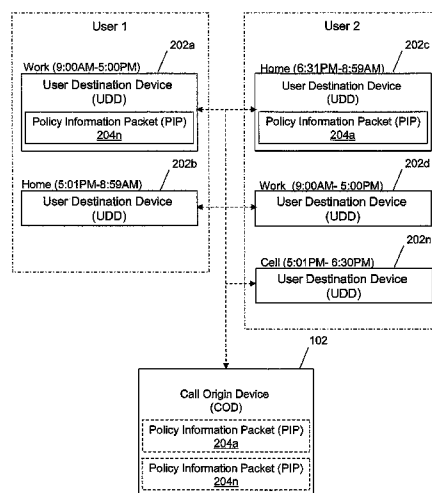 User 1
202a
Work (9:00AM-5:00PM)
User Destination Device
(UDD)
Policy Information Packet (PIP)
204n
202b
Home (5:01PM-8:59AM)
User Destination Device
(UDD)
User 2
202c
Home (6:31PM-8:59AM)
User Destination Device
(UDD)
Policy Information Packet (PIP)
204a
202d
Work (9:00AM- 5:00PM)
User Destination Device
(UDD)
202n
Cell (5:01PM- 6:30PM)
User Destination Device
(UDD)
102
Call Origin Device
(COD)
Policy Information Packet (PIP)
204a
Policy Information Packet (PIP)
204n